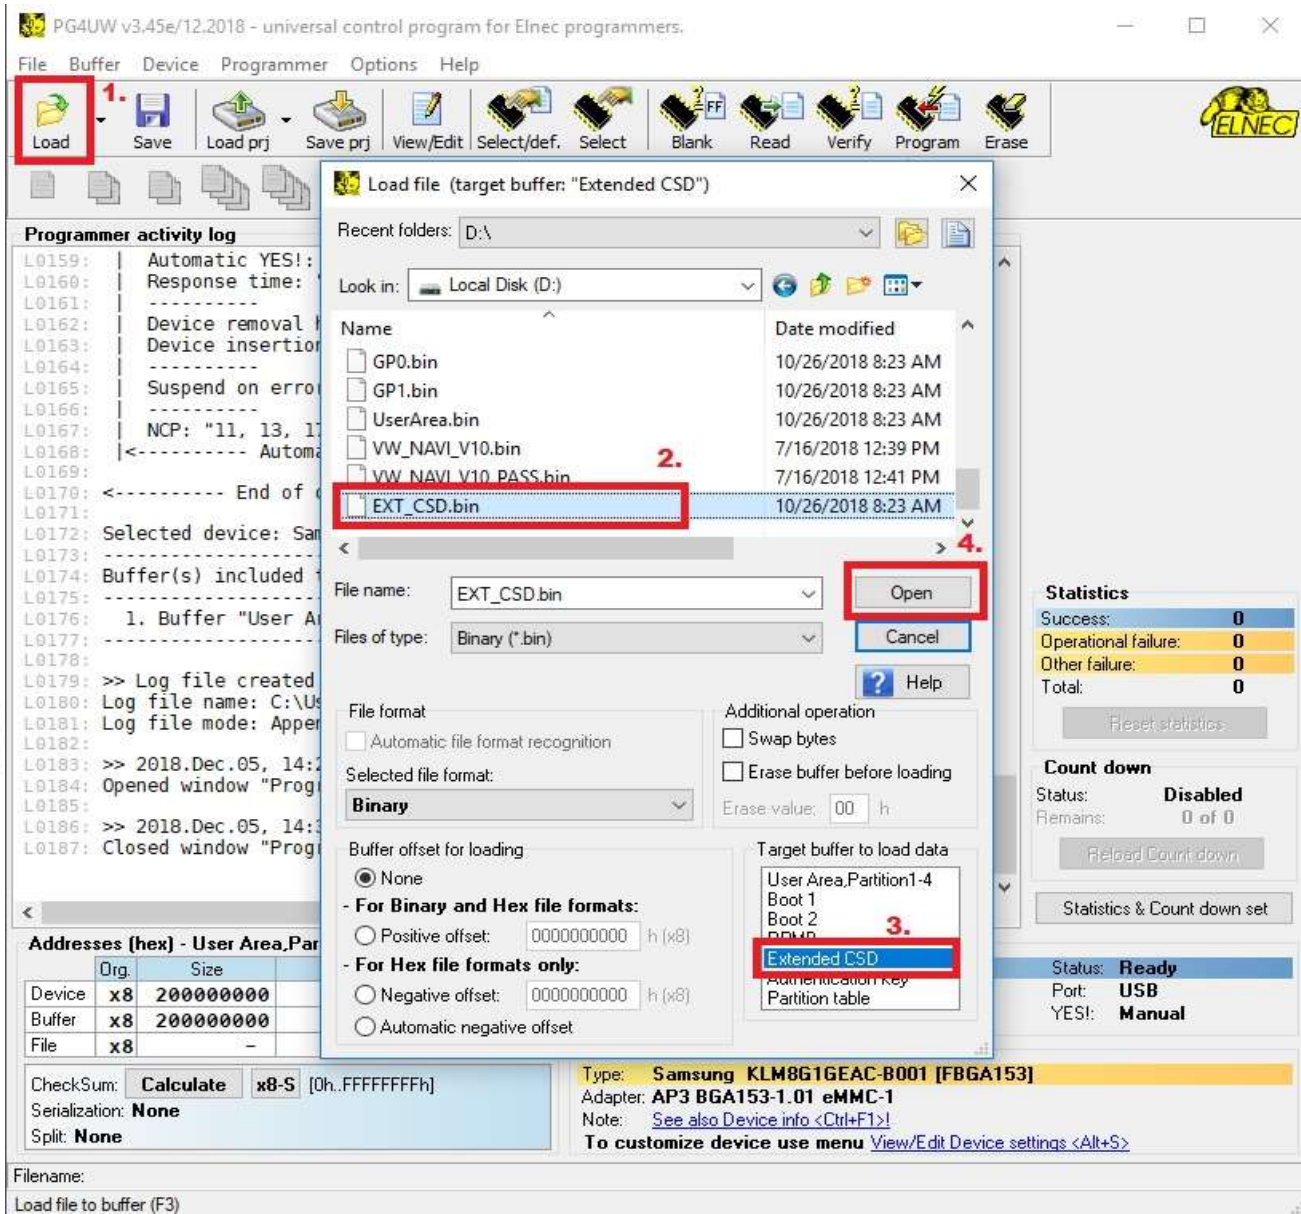 PG4UW v3.45e/12.2018 - universal control program for Elnec programmers.
File Buffer Device Programmer Options Help
1.
Load Save Load prj Save prj View/Edit Select/def. Select Blank Read Verify Program Erase
FF
ELNEC
Load file (target buffer: "Extended CSD")
Recent folders: D:\
Look in: Local Disk (D:)
Name Date modified
GP0.bin 10/26/2018 8:23 AM
GP1.bin 10/26/2018 8:23 AM
UserArea.bin 10/26/2018 8:23 AM
VW_NAVI_V10.bin 7/16/2018 12:39 PM
2.
VW_NAVI_V10_PASS.bin 7/16/2018 12:41 PM
EXT_CSD.bin 10/26/2018 8:23 AM
4.
File name: EXT_CSD.bin Open
Files of type: Binary (*.bin) Cancel
? Help
File format
Automatic file format recognition
Selected file format:
Binary
Additional operation
Swap bytes
Erase buffer before loading
Erase value: 00 h
Buffer offset for loading
None
- For Binary and Hex file formats:
Positive offset: 0000000000 h (x8)
- For Hex file formats only:
Negative offset: 0000000000 h (x8)
Automatic negative offset
Target buffer to load data
User Area,Partition1-4
Boot 1
Boot 2
RPMB
3.
Extended CSD
Authentication Key
Partition table
Programmer activity log
L0159: | Automatic YES!:
L0160: | Response time:
L0161: | ----------
L0162: | Device removal
L0163: | Device insertion
L0164: | ----------
L0165: | Suspend on
L0166: | ----------
L0167: | NCP: "11, 13,
L0168: |<----------
L0169:
L0170: <---------- End of
L0171:
L0172: Selected device:
L0173: --------------------
L0174: Buffer(s) included
L0175: --------------------
L0176: 1. Buffer "User
L0177: --------------------
L0178:
L0179: >> Log file created
L0180: Log file name:
L0181: Log file mode:
L0182:
L0183: >> 2018.Dec.05,
L0184: Opened window
L0185:
L0186: >> 2018.Dec.05,
L0187: Closed window
Statistics
Success: 0
Operational failure: 0
Other failure: 0
Total: 0
Reset statistics
Count down
Status: Disabled
Remains: 0 of 0
Reload Count down
Statistics & Count down set
Addresses (hex) - User
Org. Size
Device x8 200000000
Buffer x8 200000000
File x8 -
Status: Ready
Port: USB
YES!: Manual
CheckSum: Calculate x8-S [0h..FFFFFFFFh]
Serialization: None
Split: None
Type: Samsung KLM8G1GEAC-B001 [FBGA153]
Adapter: AP3 BGA153-1.01 eMMC-1
Note: See also Device info <Ctrl+F1>!
To customize device use menu View/Edit Device settings <Alt+S>
Filename:
Load file to buffer (F3)